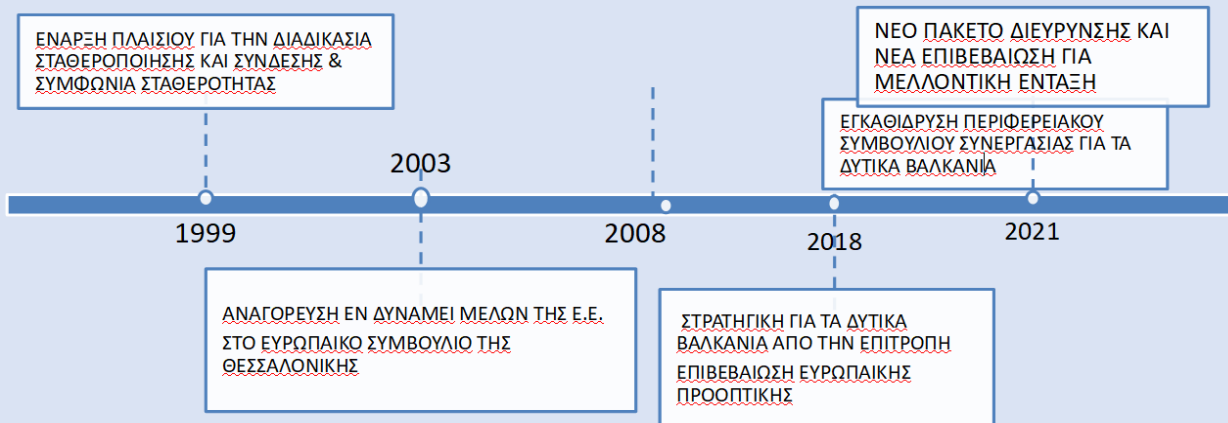 ΕΝΑΡΞΗ ΠΛΑΙΣΙΟΥ ΓΙΑ ΤΗΝ ΔΙΑΔΙΚΑΣΙΑ
ΣΤΑΘΕΡΟΠΟΙΗΣΗΣ ΚΑΙ ΣΥΝΔΕΣΗΣ &
ΣΥΜΦΩΝΙΑ ΣΤΑΘΕΡΟΤΗΤΑΣ
ΝΕΟ ΠΑΚΕΤΟ ΔΙΕΥΡΥΝΣΗΣ ΚΑΙ
ΝΕΑ ΕΠΙΒΕΒΑΙΩΣΗ ΓΙΑ
ΜΕΛΛΟΝΤΙΚΗ ΕΝΤΑΞΗ
ΕΓΚΑΘΙΔΡΥΣΗ ΠΕΡΙΦΕΡΕΙΑΚΟΥ
ΣΥΜΒΟΥΛΙΟΥ ΣΥΝΕΡΓΑΣΙΑΣ ΓΙΑ ΤΑ
ΔΥΤΙΚΑ ΒΑΛΚΑΝΙΑ
2003
1999
2008
2018
2021
ΑΝΑΓΟΡΕΥΣΗ ΕΝ ΔΥΝΑΜΕΙ ΜΕΛΩΝ ΤΗΣ Ε.Ε.
ΣΤΟ ΕΥΡΩΠΑΙΚΟ ΣΥΜΒΟΥΛΙΟ ΤΗΣ
ΘΕΣΣΑΛΟΝΙΚΗΣ
ΣΤΡΑΤΗΓΙΚΗ ΓΙΑ ΤΑ ΔΥΤΙΚΑ
ΒΑΛΚΑΝΙΑ ΑΠΟ ΤΗΝ ΕΠΙΤΡΟΠΗ
ΕΠΙΒΕΒΑΙΩΣΗ ΕΥΡΩΠΑΙΚΗΣ
ΠΡΟΟΠΤΙΚΗΣ